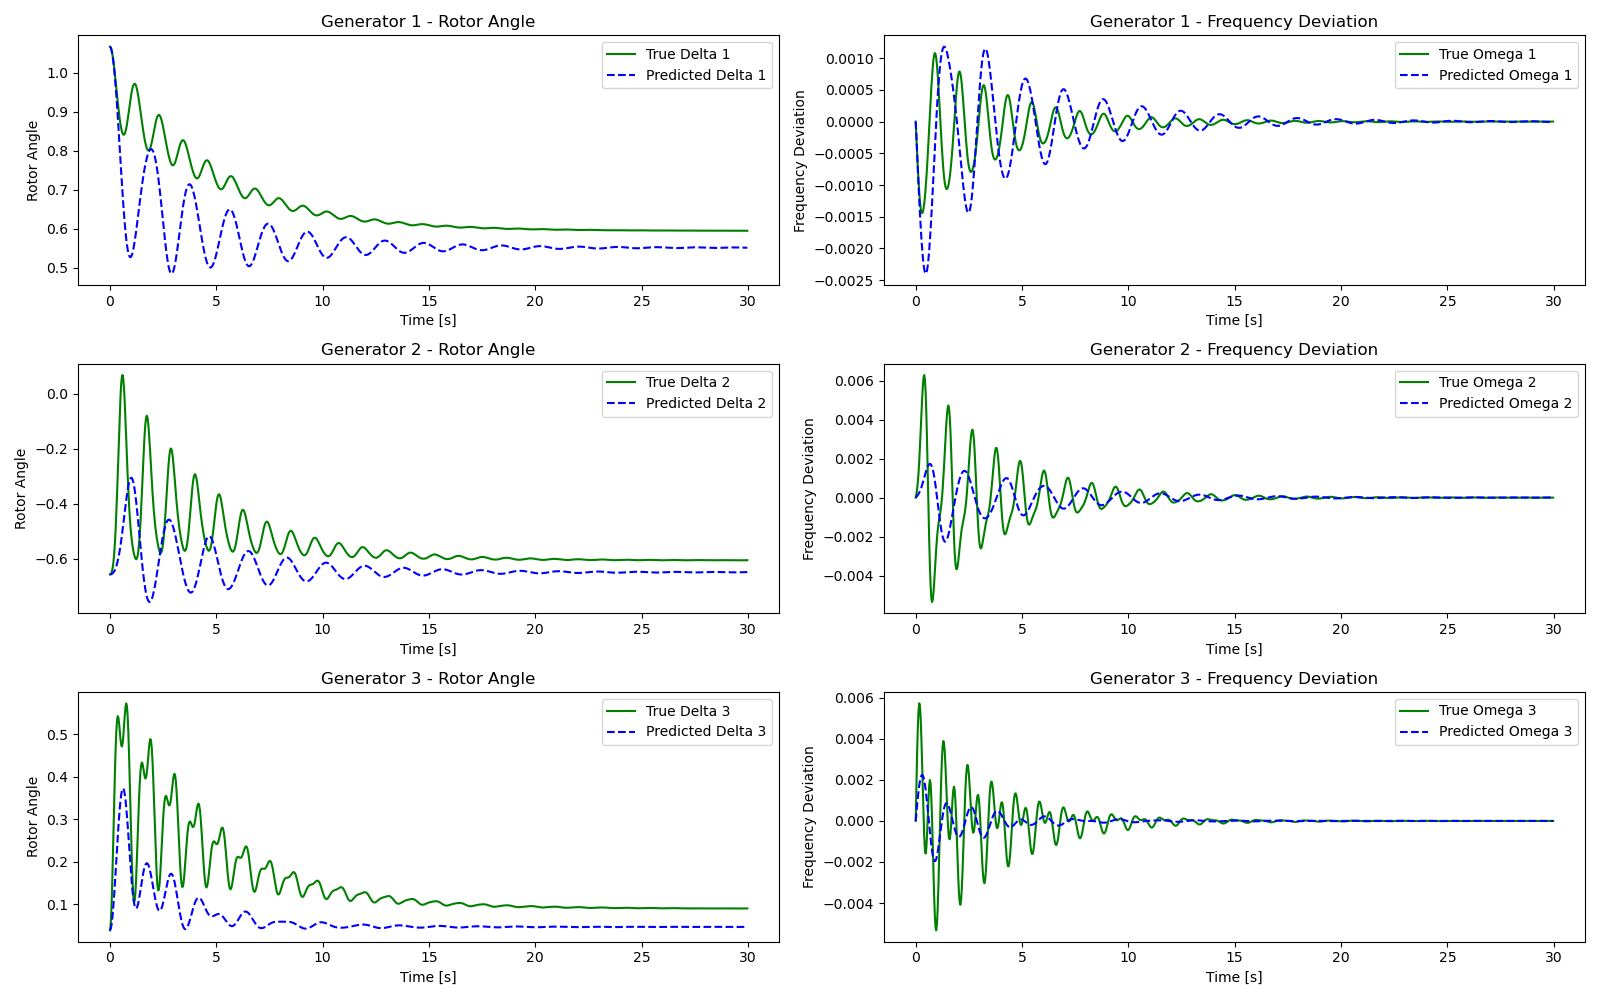 Generator 1 - Rotor Angle
Rotor Angle
1.0
0.9
0.8
0.7
0.6
0.5
True Delta 1
Predicted Delta 1
0 5 10 15 20 25 30
Time [s]
Generator 1 - Frequency Deviation
Frequency Deviation
0.0010
0.0005
0.0000
−0.0005
−0.0010
−0.0015
−0.0020
−0.0025
True Omega 1
Predicted Omega 1
0 5 10 15 20 25 30
Time [s]
Generator 2 - Rotor Angle
Rotor Angle
0.0
−0.2
−0.4
−0.6
True Delta 2
Predicted Delta 2
0 5 10 15 20 25 30
Time [s]
Generator 2 - Frequency Deviation
Frequency Deviation
0.006
0.004
0.002
0.000
−0.002
−0.004
True Omega 2
Predicted Omega 2
0 5 10 15 20 25 30
Time [s]
Generator 3 - Rotor Angle
Rotor Angle
0.5
0.4
0.3
0.2
0.1
True Delta 3
Predicted Delta 3
0 5 10 15 20 25 30
Time [s]
Generator 3 - Frequency Deviation
Frequency Deviation
0.006
0.004
0.002
0.000
−0.002
−0.004
True Omega 3
Predicted Omega 3
0 5 10 15 20 25 30
Time [s]